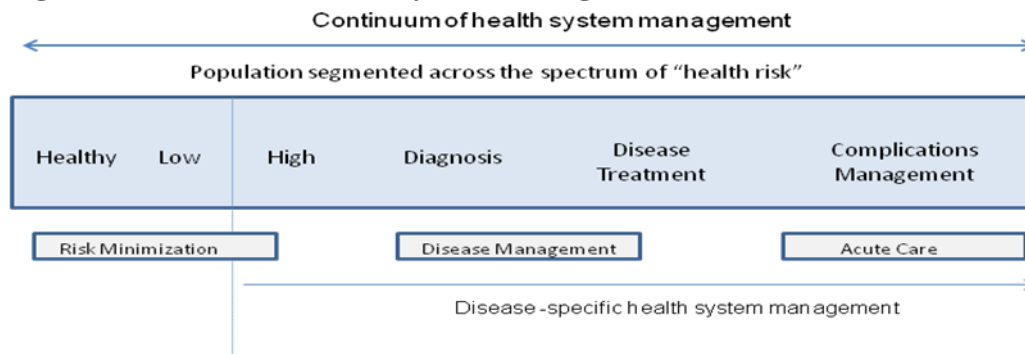 Continuum of health system management
Population segmented across the spectrum of “health risk”
Healthy Low High Diagnosis Disease Treatment Complications Management
Risk Minimization Disease Management Acute Care
Disease-specific health system management